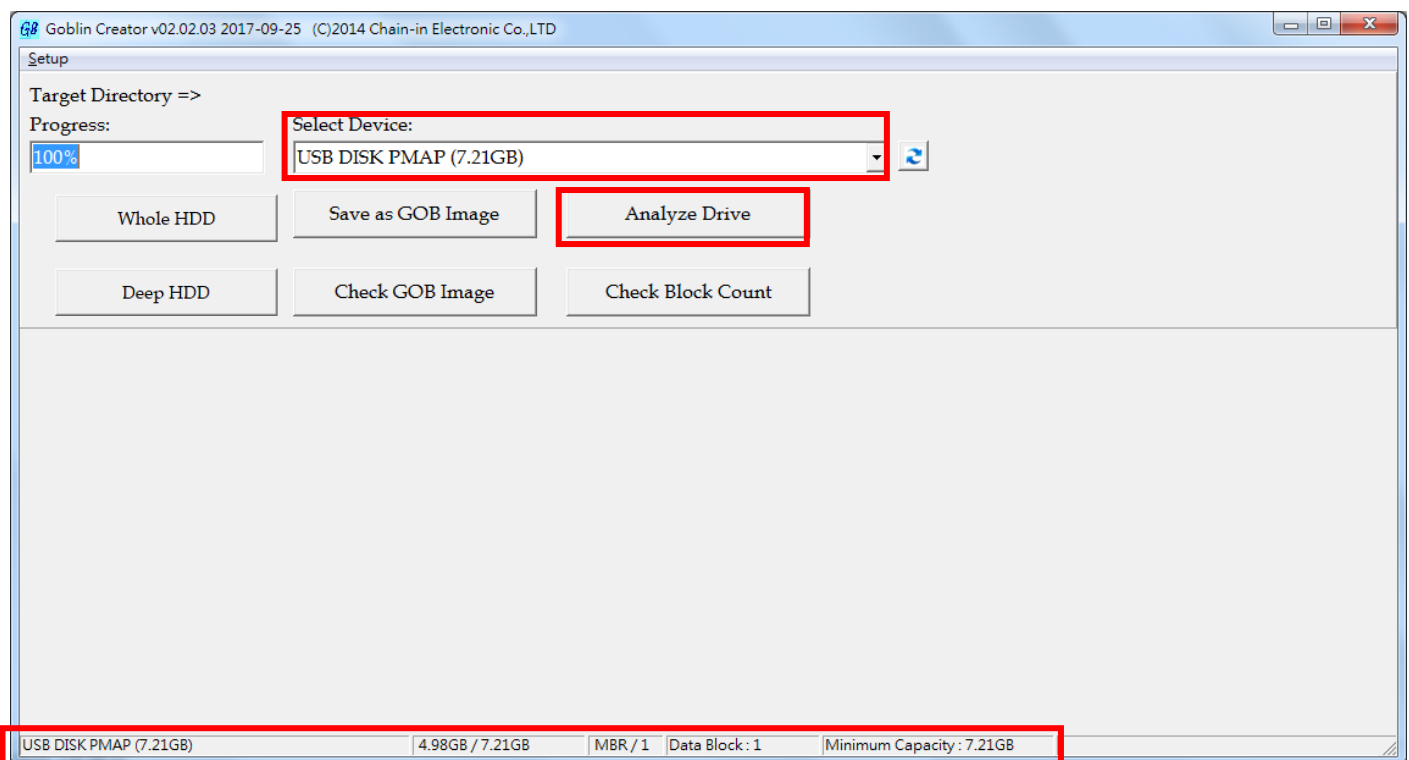 GB Goblin Creator v02.02.03 2017-09-25 (C)2014 Chain-in Electronic Co.,LTD
Setup
Target Directory =>
Progress:
Select Device:
100%
USB DISK PMAP (7.21GB)
Whole HDD
Save as GOB Image
Analyze Drive
Deep HDD
Check GOB Image
Check Block Count
USB DISK PMAP (7.21GB) 4.98GB / 7.21GB MBR / 1 Data Block : 1 Minimum Capacity : 7.21GB